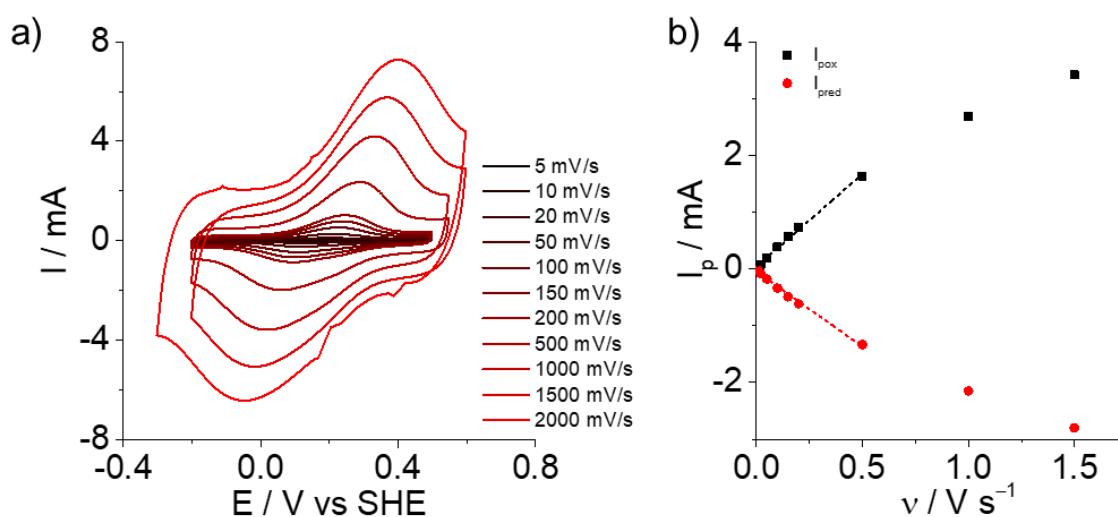 a)
8
4
0
-4
-8
I / mA
-0.4
0.0
0.4
0.8
E / V vs SHE
5 mV/s
10 mV/s
20 mV/s
50 mV/s
100 mV/s
150 mV/s
200 mV/s
500 mV/s
1000 mV/s
1500 mV/s
2000 mV/s
b)
4
2
0
-2
Ip / mA
Ipox
Ipred
0.0
0.5
1.0
1.5
ν / V s⁻¹